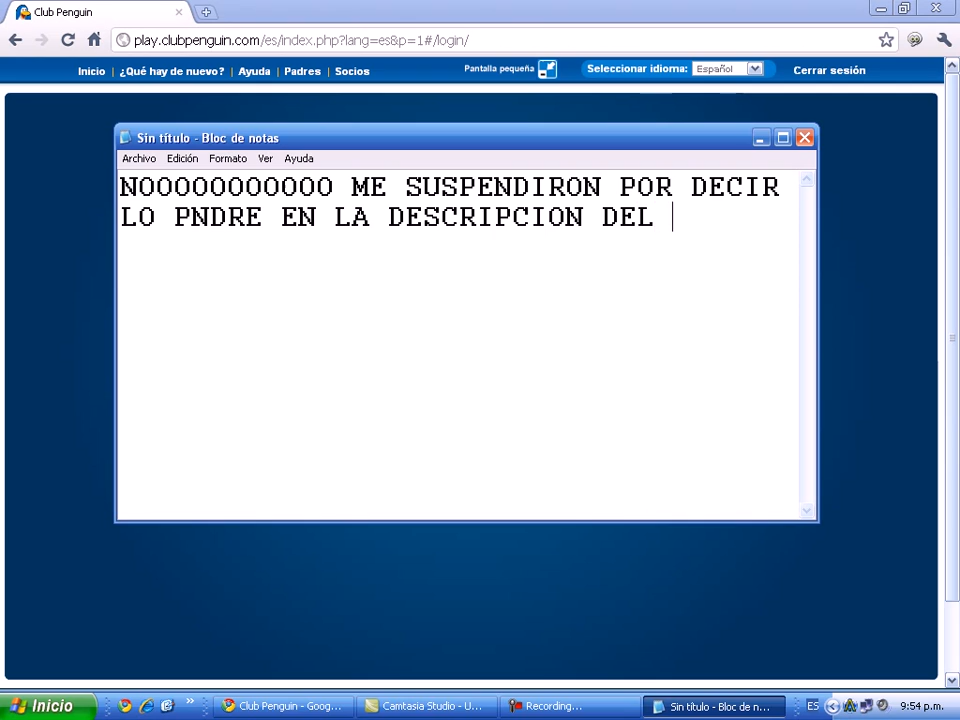 Club Penguin
play.clubpenguin.com/es/index.php?lang=es&p=1#/login/
Inicio | ¿Qué hay de nuevo? | Ayuda | Padres | Socios
Pantalla pequeña
Seleccionar idioma: Español
Cerrar sesión
Sin título - Bloc de notas
Archivo Edición Formato Ver Ayuda
NOOOOOOOOOOO ME SUSPENDIRON POR DECIR
LO PNDRE EN LA DESCRIPCION DEL
Inicio
Club Penguin - Goog...
Camtasia Studio - U...
Recording...
Sin título - Bloc de n...
ES
9:54 p.m.